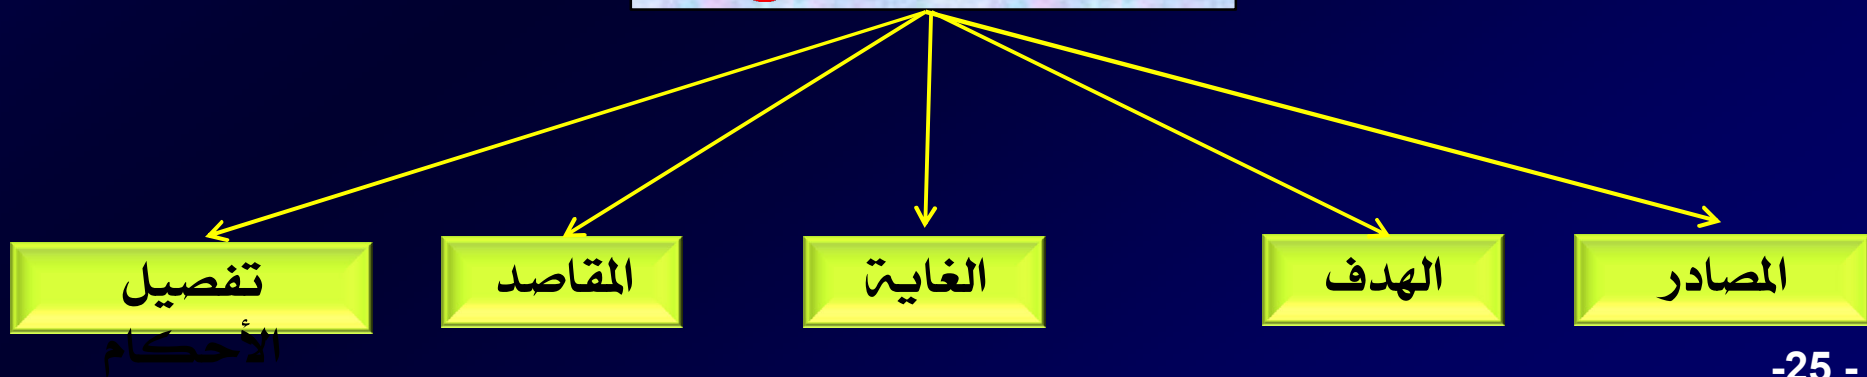 المصادر
الهدف
الغاية
المقاصد
تفصيل
الأحكام
-25 -